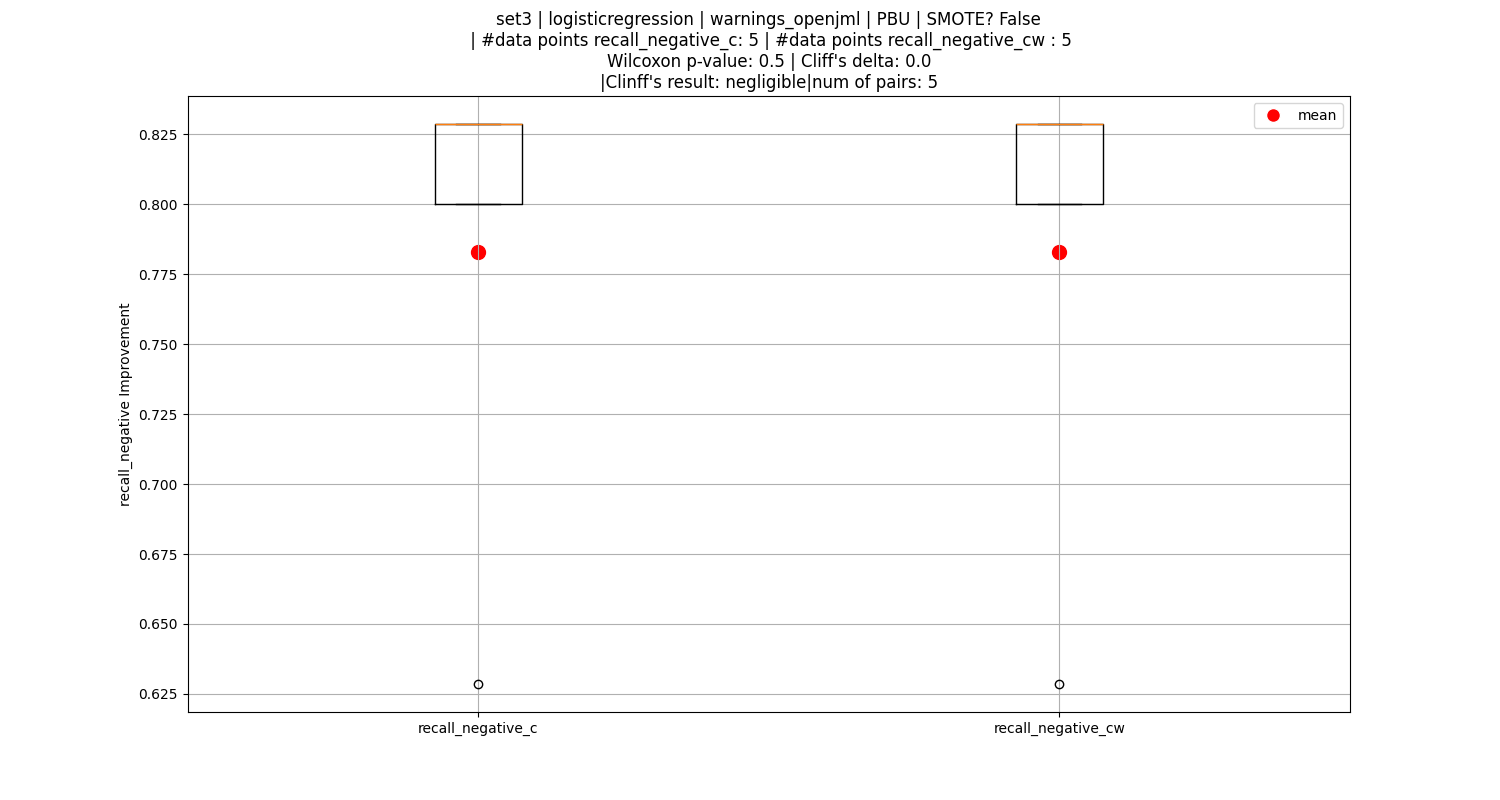 set3 | logisticregression | warnings_openjml | PBU | SMOTE? False
| #data points recall_negative_c: 5 | #data points recall_negative_cw : 5
Wilcoxon p-value: 0.5 | Cliff's delta: 0.0
|Clinff's result: negligible|num of pairs: 5
mean
0.825
0.800
0.775
0.750
0.725
0.700
0.675
0.650
0.625
recall_negative Improvement
recall_negative_c
recall_negative_cw